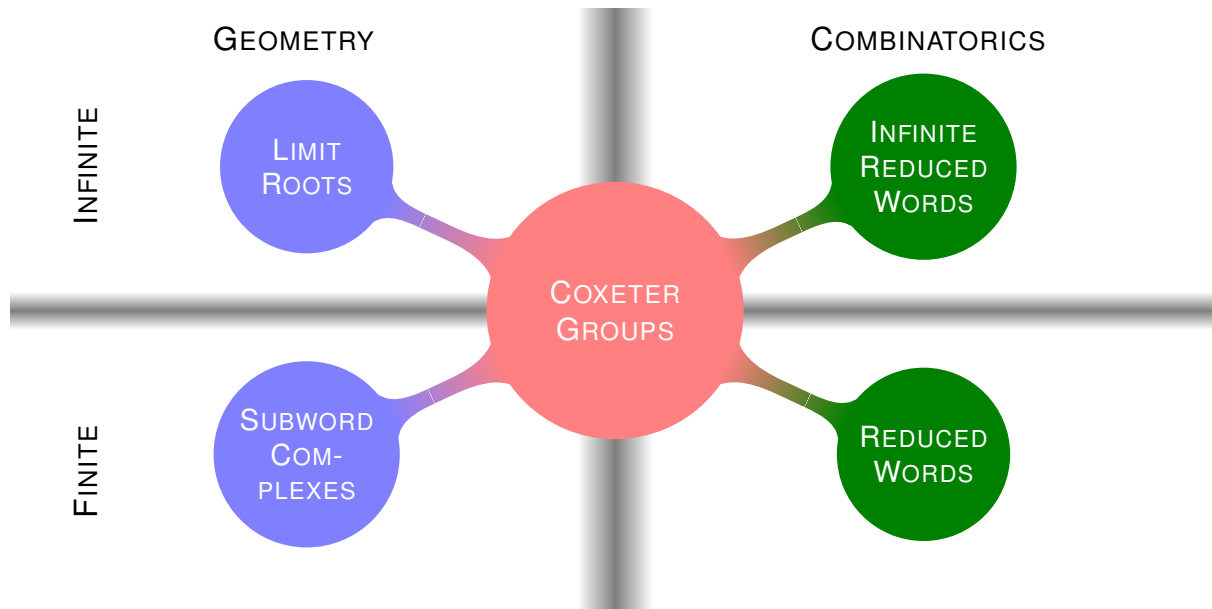 GEOMETRY
COMBINATORICS
INFINITE
LIMIT
ROOTS
INFINITE
REDUCED
WORDS
COXETER
GROUPS
FINITE
SUBWORD
COM-
PLEXES
REDUCED
WORDS